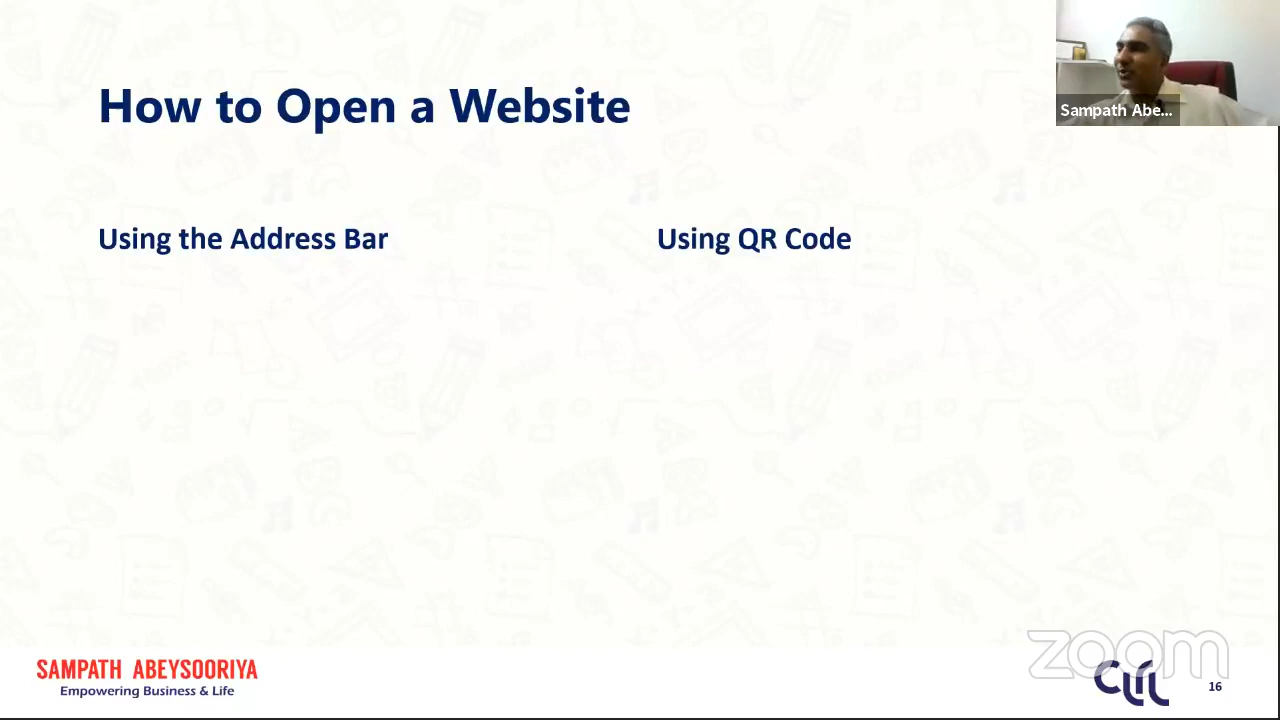 How to Open a Website
Sampath Abe...
Using the Address Bar
Using QR Code
SAMPATH ABEYSOORIYA
Empowering Business & Life
zoom
16